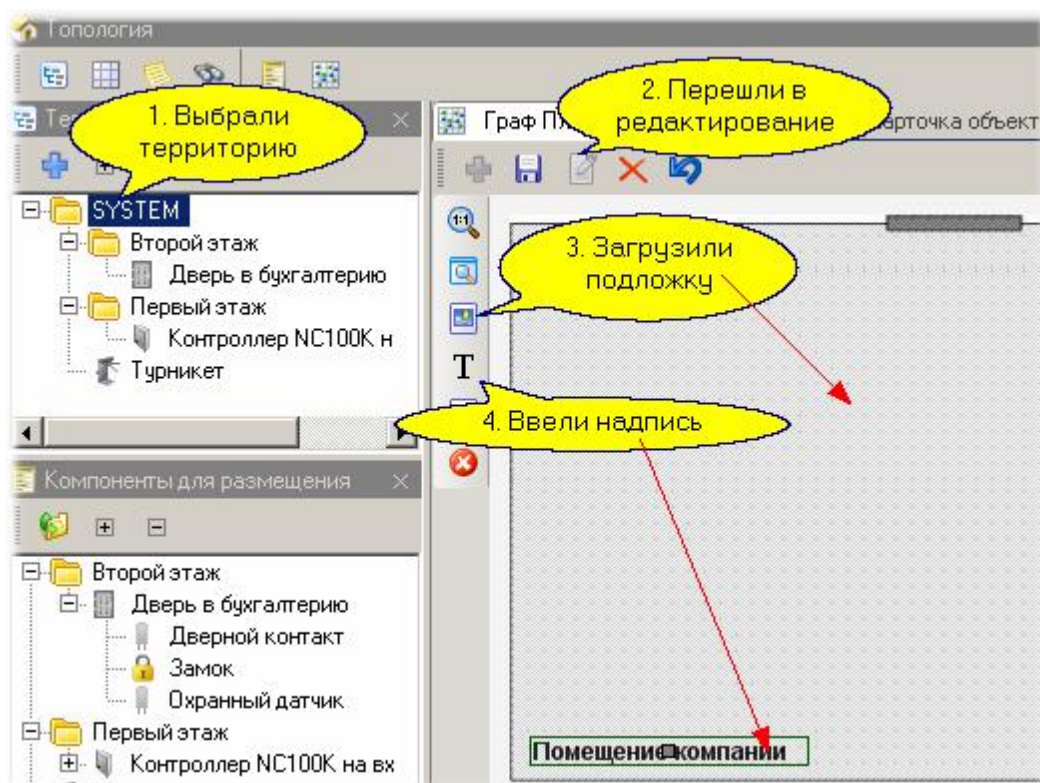 Топология
1. Выбрали
территорию
2. Перешли в
редактирование
Граф
объект
SYSTEM
Второй этаж
Дверь в бухгалтерию
Первый этаж
Контроллер NC100K н
Турникет
1:1
3. Загрузили
подложку
T
4. Ввели надпись
Компоненты для размещения
Второй этаж
Дверь в бухгалтерию
Дверной контакт
Замок
Охранный датчик
Первый этаж
Контроллер NC100K на вх
Помещение компании